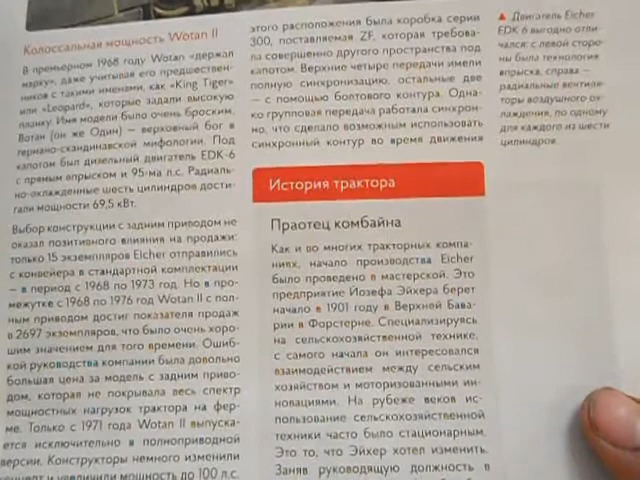 Колоссальная мощность Wotan II
В премьерном 1968 году Wotan «держал
марку», даже учитывая его предшествен-
ников с такими именами, как «King Tiger»
или «Leopard», которые задали высокую
планку. Имя модели было очень броским.
Вотан (он же Один) – верховный бог в
германо-скандинавской мифологии. Под
капотом был дизельный двигатель EDK-6
с прямым впрыском и 95-ма л.с. Радиаль-
но-охлажденные шесть цилиндров дости-
гали мощности 69,5 кВт.
Выбор конструкции с задним приводом не
оказал позитивного влияния на продажи:
только 15 экземпляров Eicher отправились
с конвейера в стандартной комплектации
– в период с 1968 по 1973 год. Но в про-
межутке с 1968 по 1976 год Wotan II с пол-
ным приводом достиг показателя продаж
в 2697 экземпляров, что было очень хоро-
шим значением для того времени. Ошиб-
кой руководства компании была довольно
большая цена за модель с задним приво-
дом, которая не покрывала весь спектр
мощностных нагрузок трактора на фер-
ме. Только с 1971 года Wotan II выпуска-
ется исключительно в полноприводной
версии. Конструкторы немного изменили
концепт и увеличили мощность до 100 л.с.
этого расположения была коробка серии
300, поставляемая ZF, которая требова-
ла совершенно другого пространства под
капотом. Верхние четыре передачи имели
полную синхронизацию, остальные две
– с помощью болтового контура. Одна-
ко групповая передача работала синхрон-
но, что сделало возможным использовать
синхронный контур во время движения
История трактора
Праотец комбайна
Как и во многих тракторных компа-
ниях, начало производства Eicher
было проведено в мастерской. Это
предприятие Йозефа Эйхера берет
начало в 1901 году в Верхней Бава-
рии в Форстерне. Специализируясь
на сельскохозяйственной технике,
с самого начала он интересовался
взаимодействием между сельским
хозяйством и моторизованными ин-
новациями. На рубеже веков ис-
пользование сельскохозяйственной
техники часто было стационарным.
Это то, что Эйхер хотел изменить.
Заняв руководящую должность в
▲ Двигатель Eicher
EDK 6 выгодно отли-
чался: с левой сторо-
ны была технология
впрыска, справа –
радиальные вентиля-
торы воздушного ох-
лаждения, по одному
для каждого из шести
цилиндров.